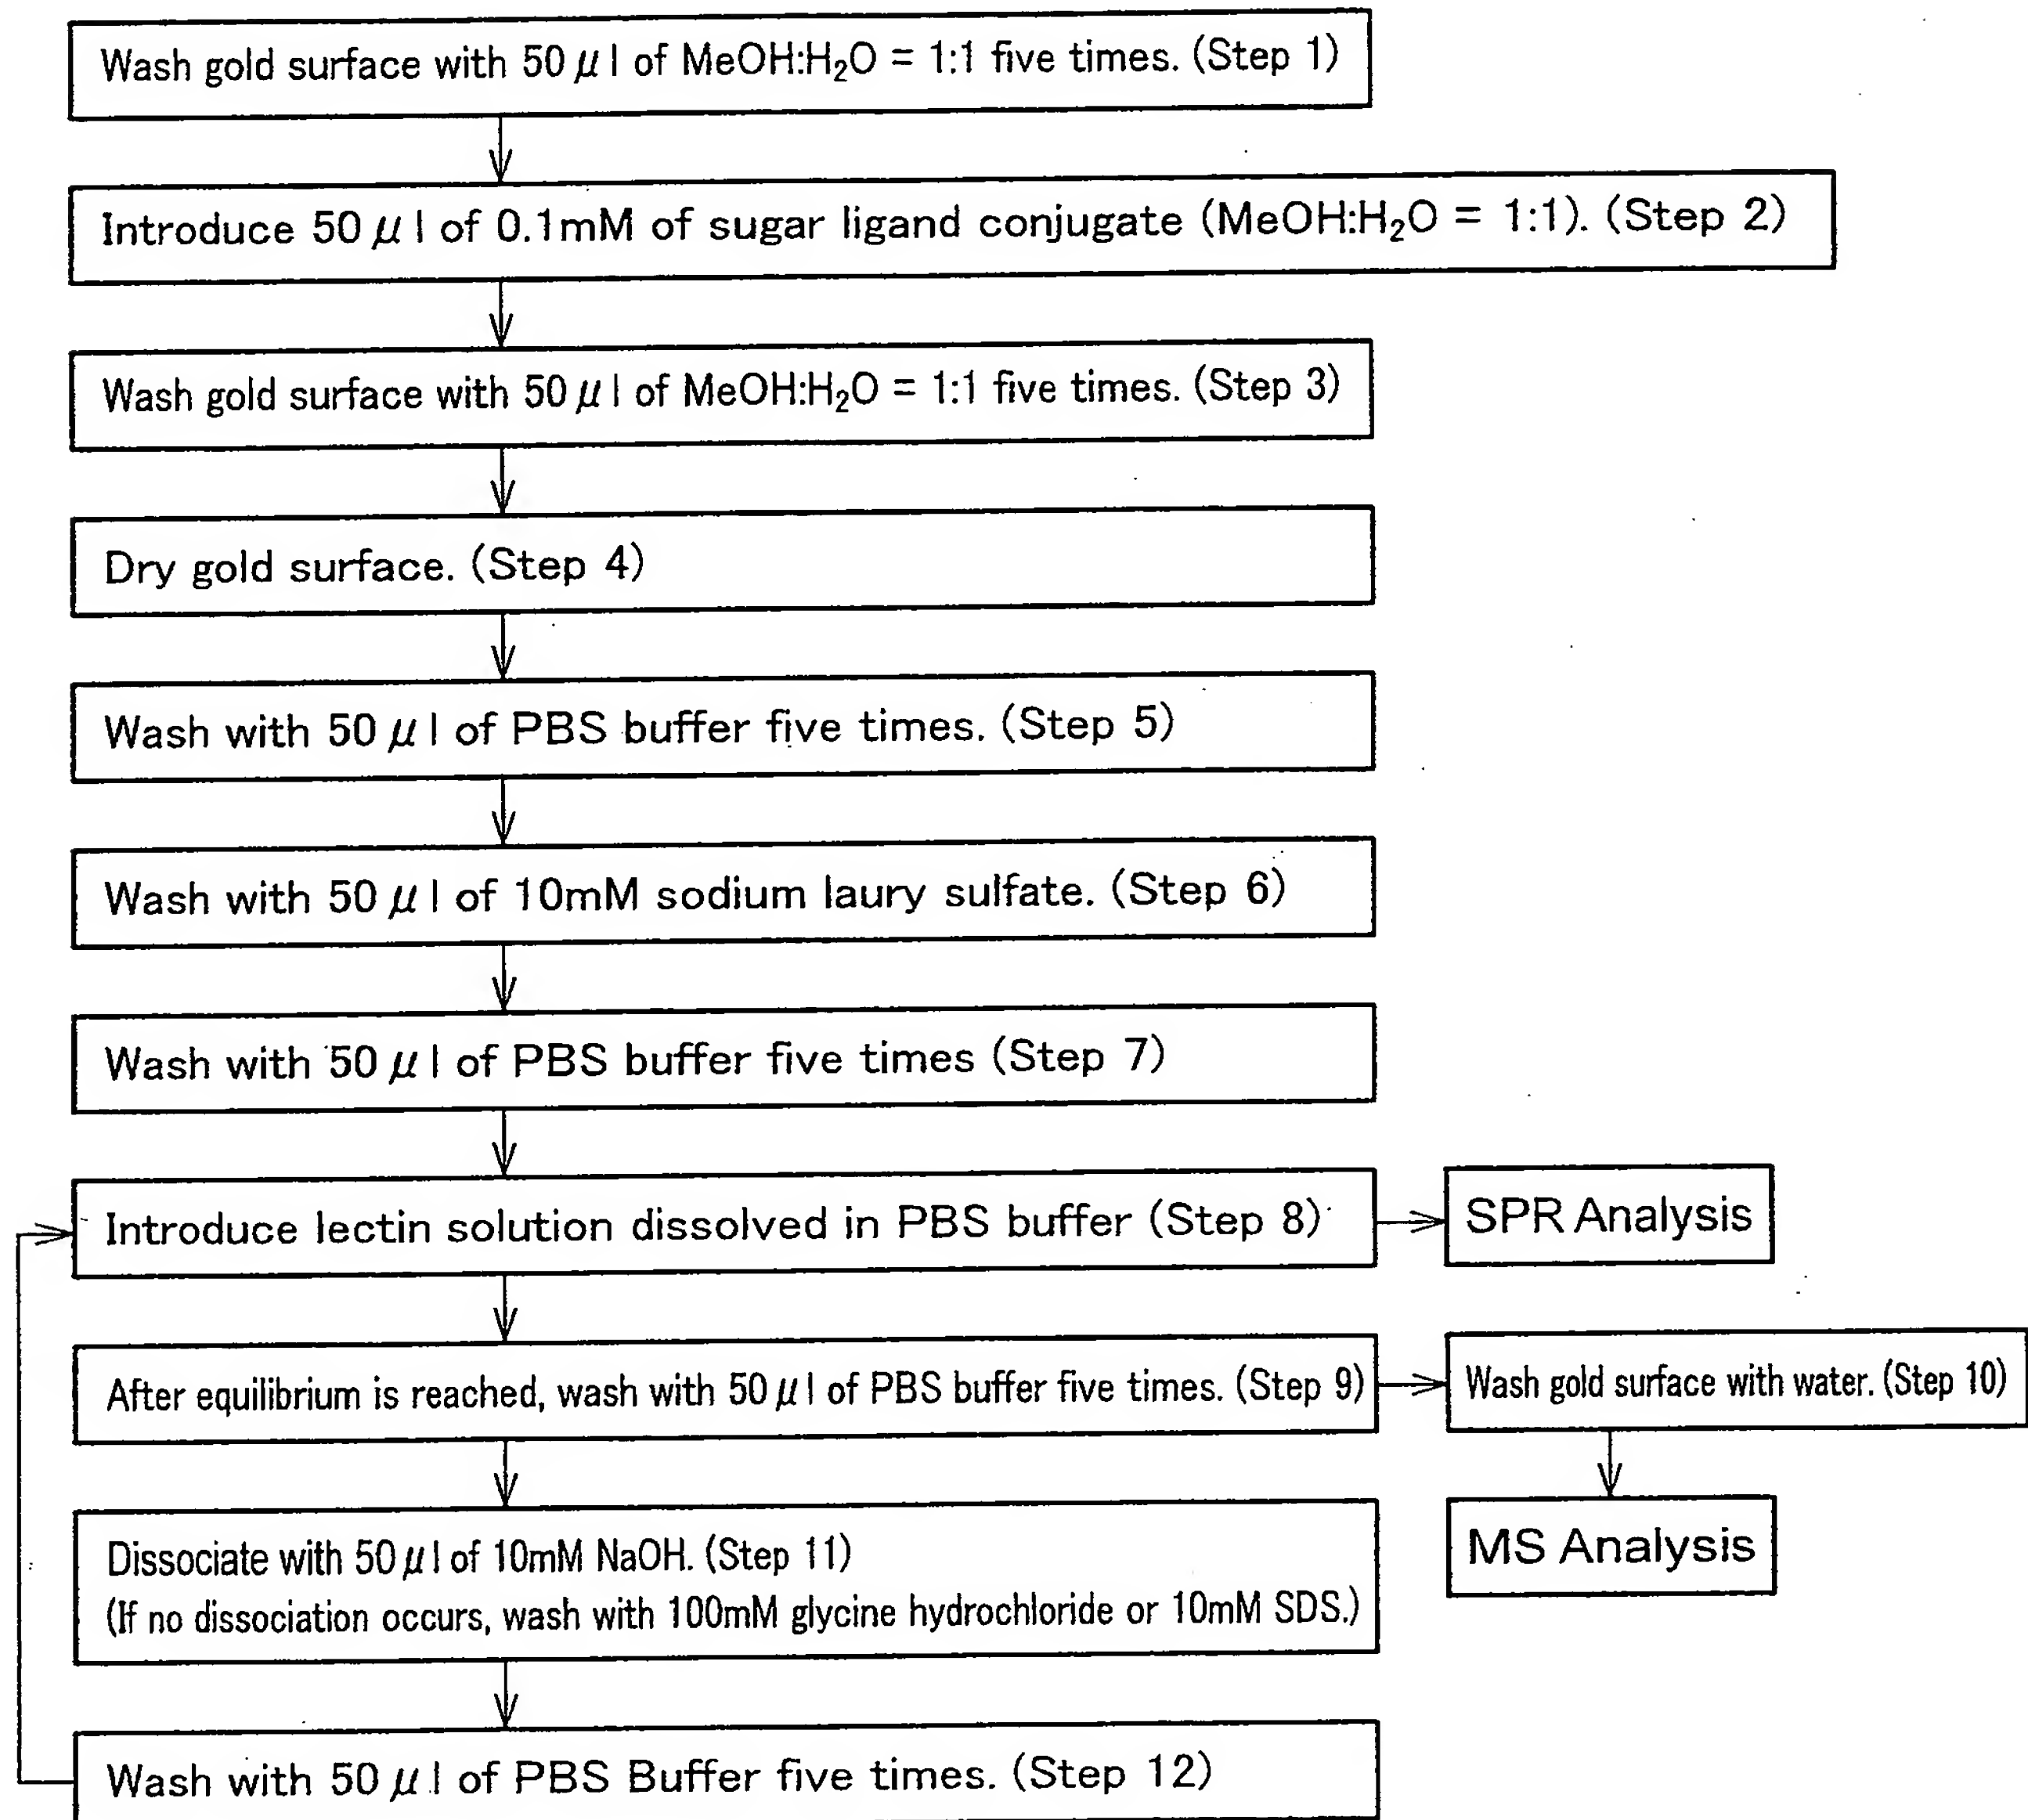 Wash gold surface with 50 μl of MeOH:H₂O = 1:1 five times. (Step 1)
Introduce 50 μl of 0.1mM of sugar ligand conjugate (MeOH:H₂O = 1:1). (Step 2)
Wash gold surface with 50 μl of MeOH:H₂O = 1:1 five times. (Step 3)
Dry gold surface. (Step 4)
Wash with 50 μl of PBS buffer five times. (Step 5)
Wash with 50 μl of 10mM sodium laury sulfate. (Step 6)
Wash with 50 μl of PBS buffer five times (Step 7)
Introduce lectin solution dissolved in PBS buffer (Step 8)
SPR Analysis
After equilibrium is reached, wash with 50 μl of PBS buffer five times. (Step 9)
Wash gold surface with water. (Step 10)
Dissociate with 50 μl of 10mM NaOH. (Step 11)
(If no dissociation occurs, wash with 100mM glycine hydrochloride or 10mM SDS.)
MS Analysis
Wash with 50 μl of PBS Buffer five times. (Step 12)